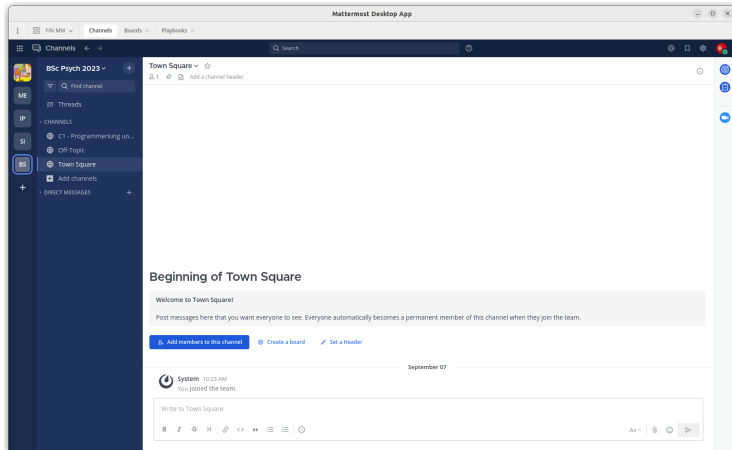 Mattermost Desktop App
FIN MM
Channels
Boards
Playbooks
Channels
Search
BSc Psych 2023
Find channel
ME
IP
SI
BS
Threads
CHANNELS
C1 - Programmierung un...
Off-Topic
Town Square
Add channels
DIRECT MESSAGES
Town Square
1
Add a channel header
Beginning of Town Square
Welcome to Town Square!
Post messages here that you want everyone to see. Everyone automatically becomes a permanent member of this channel when they join the team.
Add members to this channel
Create a board
Set a Header
September 07
System 10:23 AM
You joined the team.
Write to Town Square
B I S H
Aa